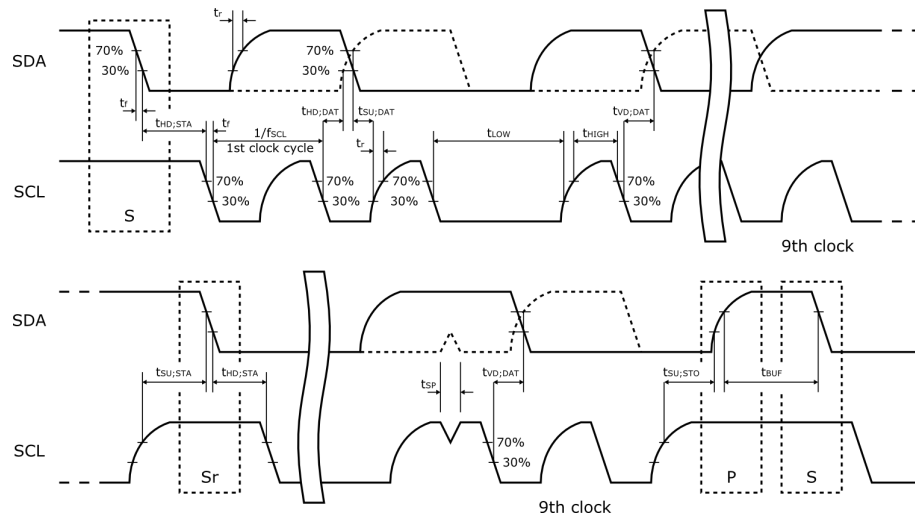 tr
SDA
70%
70%
30%
30%
tf
tHD;STA
tf
tHD;DAT
tSU;DAT
tVD;DAT
1/fSCL
1st clock cycle
tr
tLOW
tHIGH
SCL
70%
70%
70%
70%
30%
30%
30%
30%
S
9th clock
SDA
tSU;STA
tHD;STA
tSP
tVD;DAT
tSU;STO
tBUF
SCL
70%
30%
Sr
P
S
9th clock